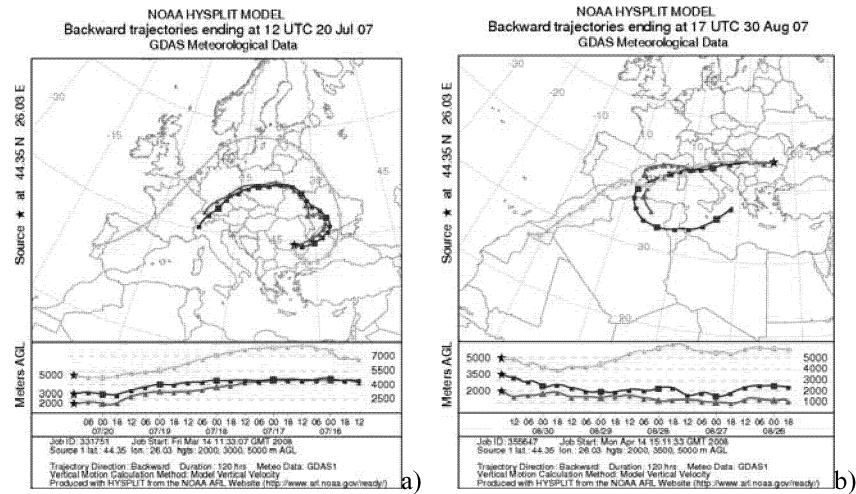 NOAA HYSPLIT MODEL
Backward trajectories ending at 12 UTC 20 Jul 07
GDAS Meteorological Data
Source ★ at 44.35 N 26.03 E
-30
-15
45
Meters AGL
5000
3000
2000
7000
5500
4000
2500
06 00 18 12 06 00 18 12 06 00 18 12 06 00 18 12 06 00 18 12
07/20 07/19 07/18 07/17 07/16
Job ID: 331751 Job Start: Fri Mar 14 11:33:07 GMT 2008
Source 1 lat.: 44.35 lon.: 26.03 hgts: 2000, 3000, 5000 m AGL
Trajectory Direction: Backward Duration: 120 hrs Meteo Data: GDAS1
Vertical Motion Calculation Method: Model Vertical Velocity
Produced with HYSPLIT from the NOAA ARL Website (http://www.arl.noaa.gov/ready/)
a)
NOAA HYSPLIT MODEL
Backward trajectories ending at 17 UTC 30 Aug 07
GDAS Meteorological Data
Source ★ at 44.35 N 26.03 E
-30
30
20
Meters AGL
5000
3500
2000
5000
4000
3000
2000
1000
12 06 00 18 12 06 00 18 12 06 00 18 12 06 00 18 12 06 00 18
08/30 08/29 08/28 08/27 08/26
Job ID: 355647 Job Start: Mon Apr 14 15:11:33 GMT 2008
Source 1 lat.: 44.35 lon.: 26.03 hgts: 2000, 3500, 5000 m AGL
Trajectory Direction: Backward Duration: 120 hrs Meteo Data: GDAS1
Vertical Motion Calculation Method: Model Vertical Velocity
Produced with HYSPLIT from the NOAA ARL Website (http://www.arl.noaa.gov/ready/)
b)